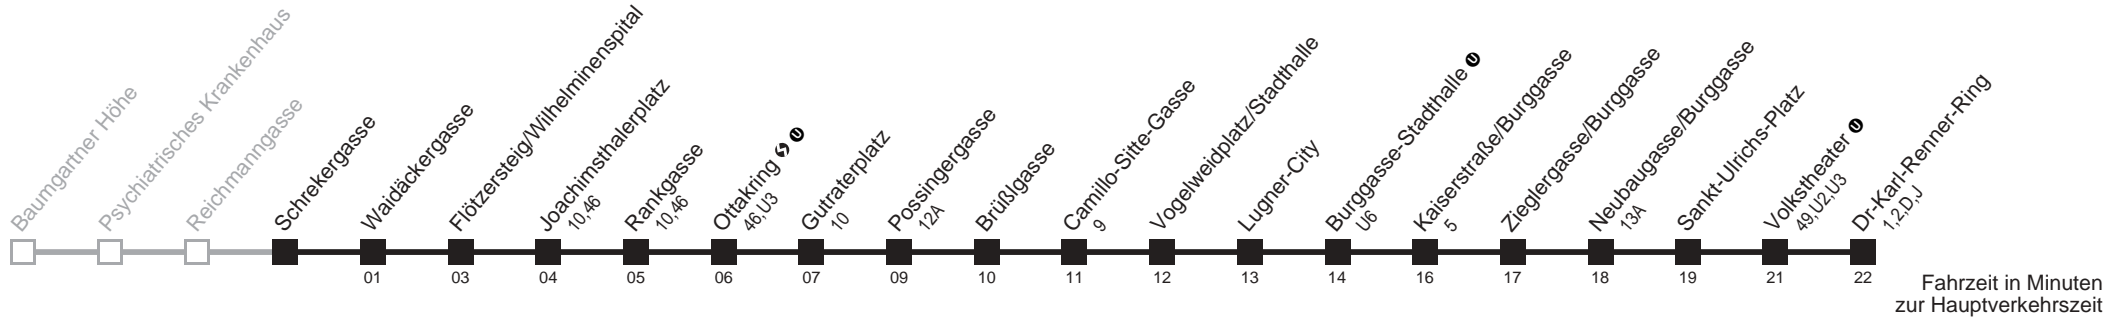 Baumgartner Höhe
Psychiatrisches Krankenhaus
Reichmanngasse
Schrekergasse
Waidäckergasse
01
Flötzersteig/Wilhelminenspital
03
Joachimsthalerplatz
10,46
04
Rankgasse
10,46
05
Ottakring S U
46,U3
06
Gutraterplatz
10
07
Possingergasse
12A
09
Brüßlgasse
10
Camillo-Sitte-Gasse
9
11
Vogelweidplatz/Stadthalle
12
Lugner-City
13
Burggasse-Stadthalle U
U6
14
Kaiserstraße/Burggasse
5
16
Zieglergasse/Burggasse
17
Neubaugasse/Burggasse
13A
18
Sankt-Ulrichs-Platz
19
Volkstheater U
49,U2,U3
21
Dr-Karl-Renner-Ring
1,2,D,J
22
Fahrzeit in Minuten
zur Hauptverkehrszeit